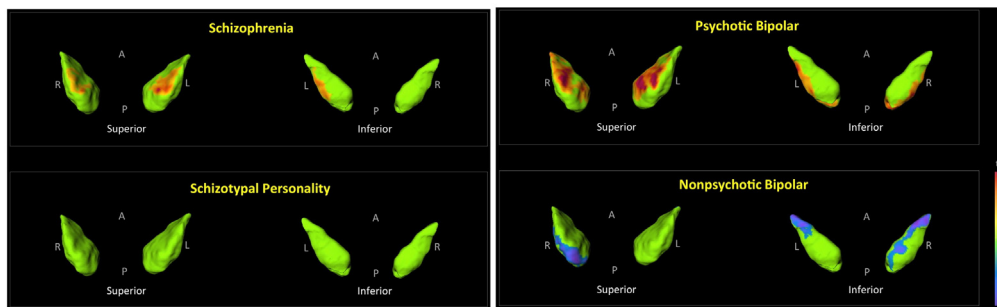 Schizophrenia
A
R L L R
P
Superior Inferior
Psychotic Bipolar
A
R L L R
P
Superior Inferior
Schizotypal Personality
A A
R L L R
P P
Superior Inferior
Nonpsychotic Bipolar
A A
R L L R
P P
Superior Inferior